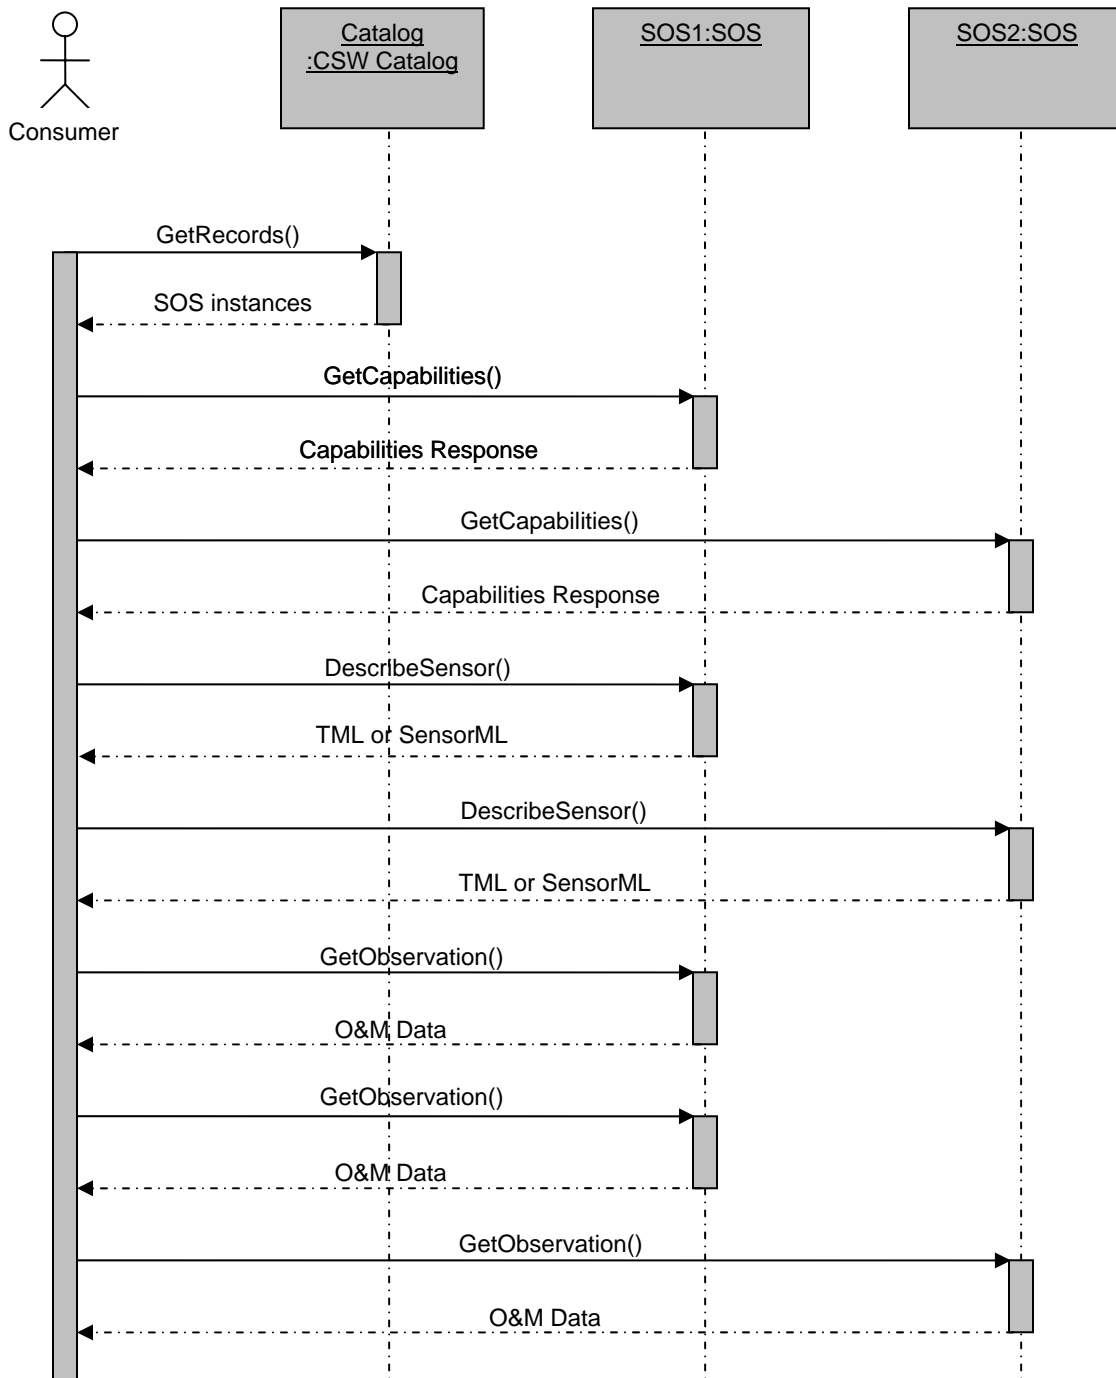 Consumer
Catalog
:CSW Catalog
SOS1:SOS
SOS2:SOS
GetRecords()
SOS instances
GetCapabilities()
Capabilities Response
GetCapabilities()
Capabilities Response
DescribeSensor()
TML or SensorML
DescribeSensor()
TML or SensorML
GetObservation()
O&M Data
GetObservation()
O&M Data
GetObservation()
O&M Data